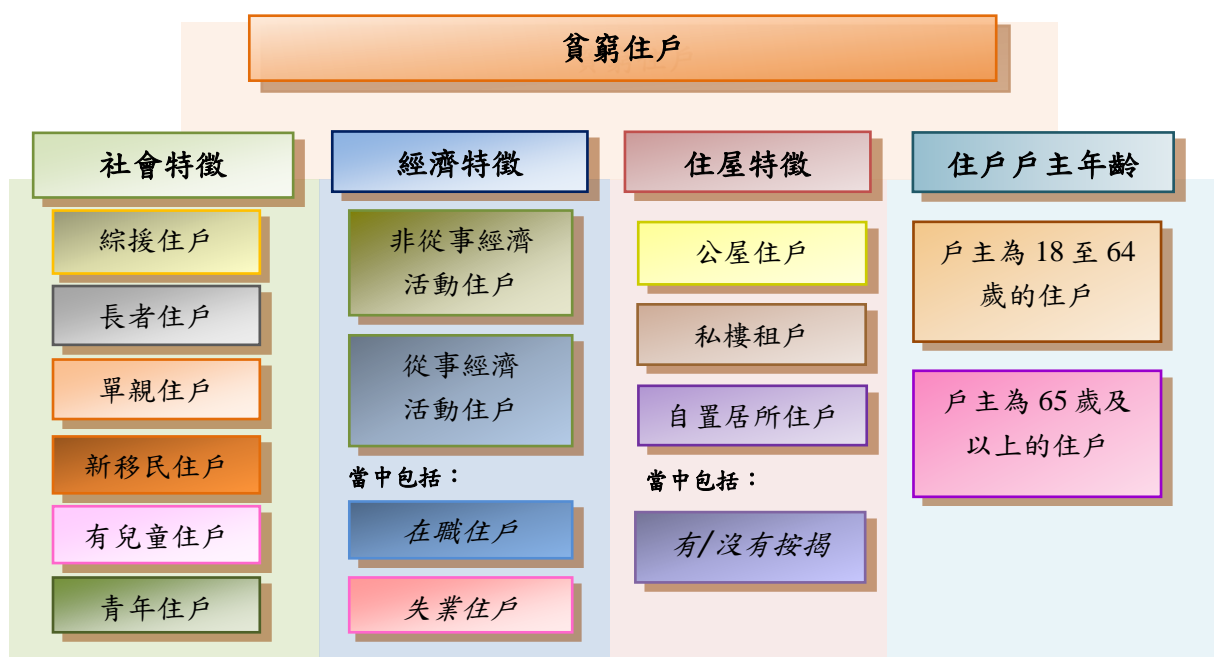 貧窮住戶
社會特徵
綜援住戶
長者住戶
單親住戶
新移民住戶
有兒童住戶
青年住戶
經濟特徵
非從事經濟
活動住戶
從事經濟
活動住戶
當中包括：
在職住戶
失業住戶
住屋特徵
公屋住戶
私樓租戶
自置居所住戶
當中包括：
有/沒有按揭
住戶戶主年齡
戶主為 18 至 64
歲的住戶
戶主為 65 歲及
以上的住戶